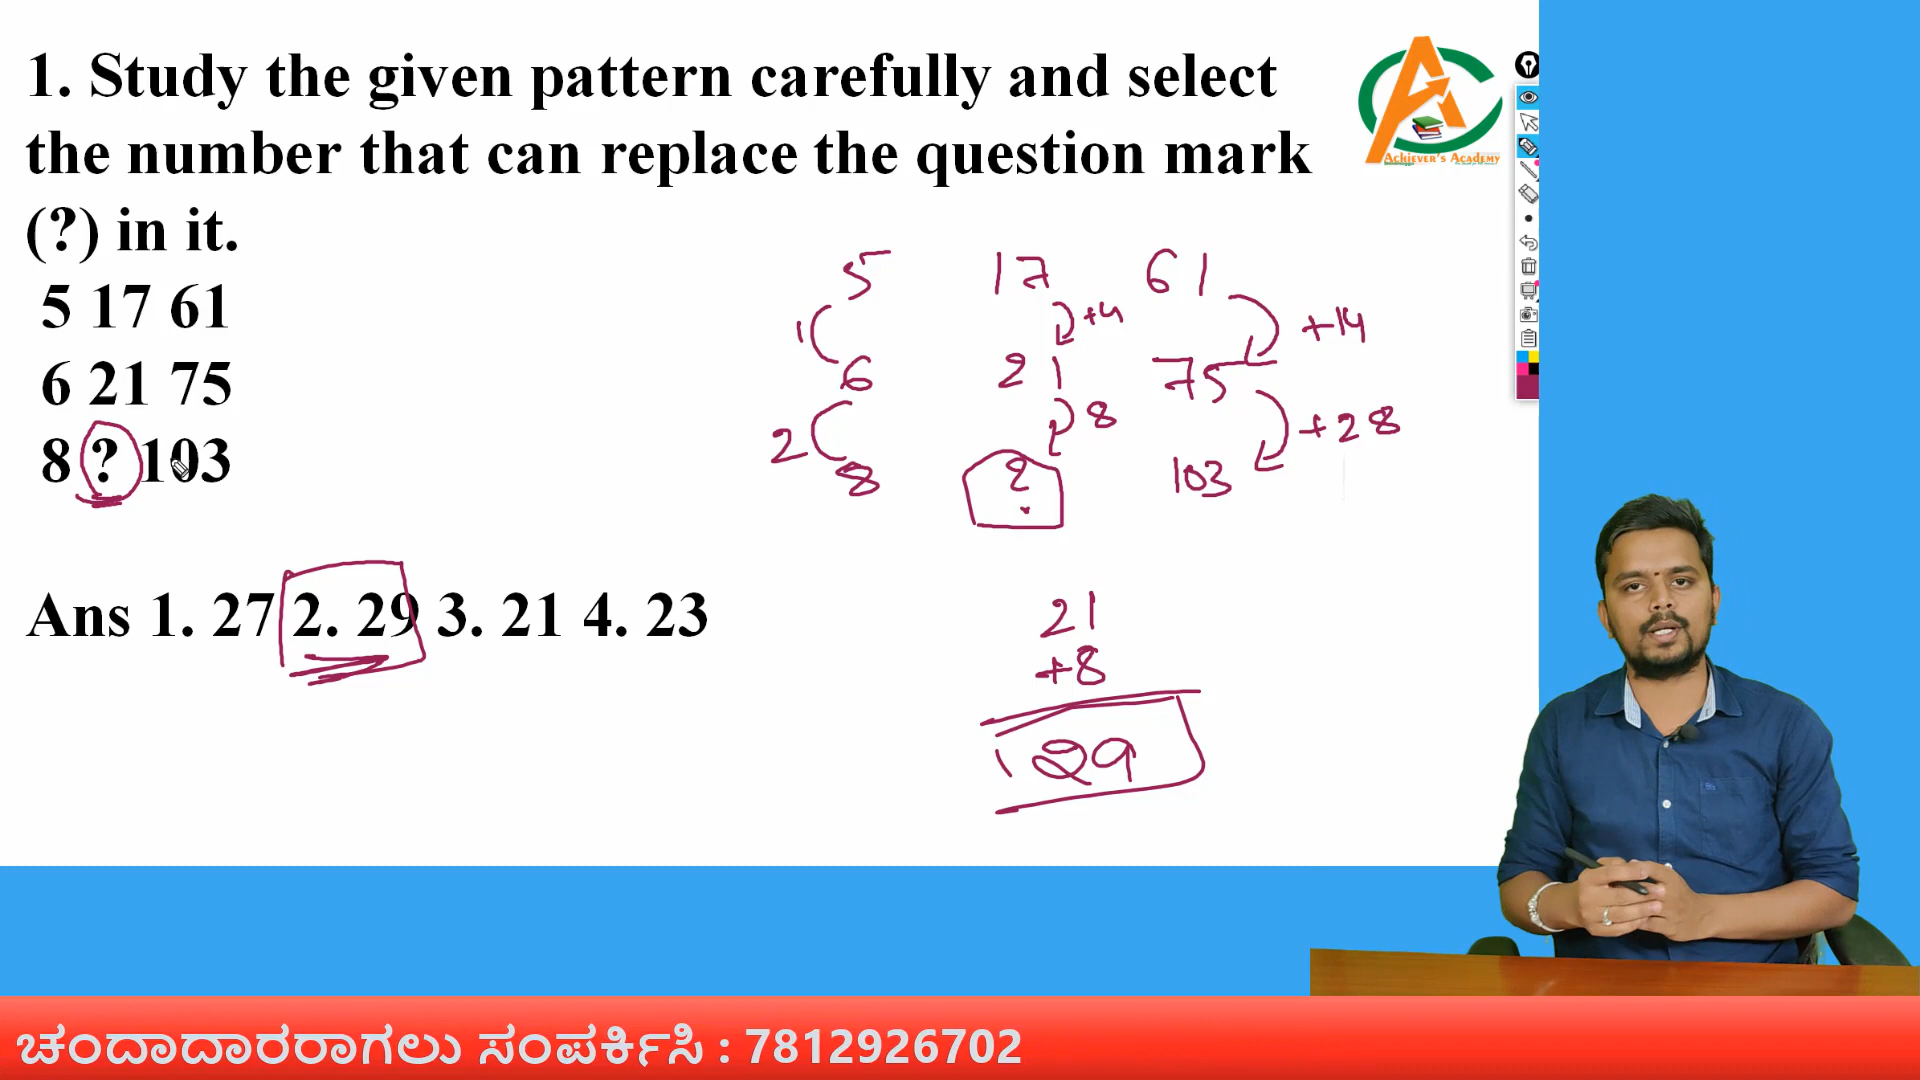 1. Study the given pattern carefully and select
the number that can replace the question mark
(?) in it.
5 17 61
6 21 75
8 ? 103
Ans 1. 27 2. 29 3. 21 4. 23
5 17 61
1 +4 +14
6 21 75
2 8 +28
8 ? 103
21
+8
29
ACHIEVER'S ACADEMY
ಚಂದಾದಾರರಾಗಲು ಸಂಪರ್ಕಿಸಿ : 7812926702